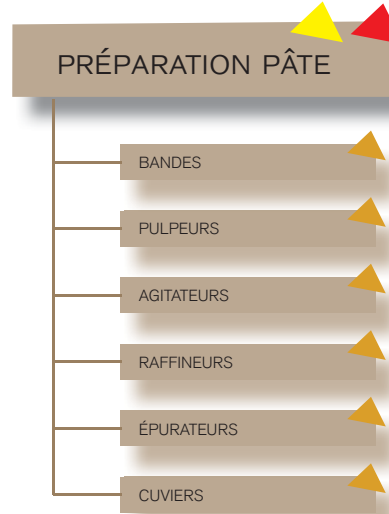 PRÉPARATION PÂTE
BANDES
PULPEURS
AGITATEURS
RAFFINEURS
ÉPURATEURS
CUVIERS